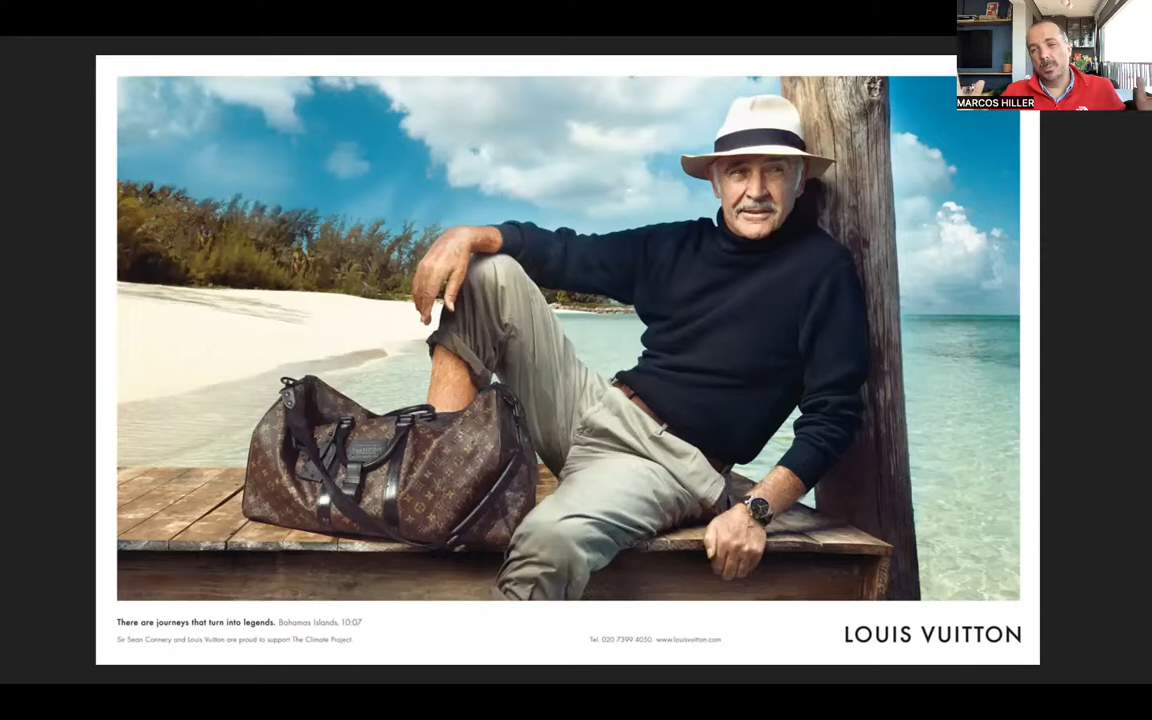 MARCOS HILLER
There are journeys that turn into legends. Bahamas Islands. 10:07
Sir Sean Connery and Louis Vuitton are proud to support The Climate Project.
Tel. 020 7399 4050 www.louisvuitton.com
LOUIS VUITTON